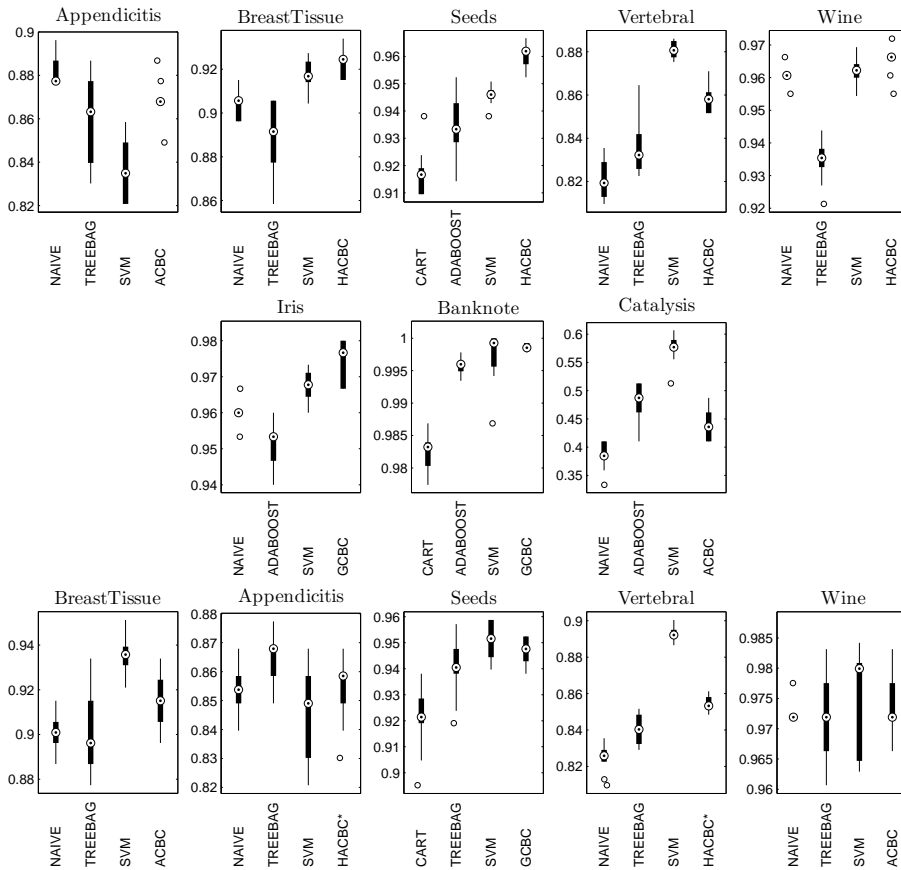 Appendicitis
0.9
0.88
0.86
0.84
0.82
NAIVE
TREEBAG
SVM
ACBC
BreastTissue
0.92
0.9
0.88
0.86
NAIVE
TREEBAG
SVM
HACBC
Seeds
0.96
0.95
0.94
0.93
0.92
0.91
CART
ADABOOST
SVM
HACBC
Vertebral
0.88
0.86
0.84
0.82
NAIVE
TREEBAG
SVM
HACBC
Wine
0.97
0.96
0.95
0.94
0.93
0.92
NAIVE
TREEBAG
SVM
HACBC
Iris
0.98
0.97
0.96
0.95
0.94
NAIVE
ADABOOST
SVM
GCBC
Banknote
1
0.995
0.99
0.985
0.98
CART
ADABOOST
SVM
GCBC
Catalysis
0.6
0.55
0.5
0.45
0.4
0.35
NAIVE
ADABOOST
SVM
ACBC
BreastTissue
0.94
0.92
0.9
0.88
NAIVE
TREEBAG
SVM
ACBC
Appendicitis
0.88
0.87
0.86
0.85
0.84
0.83
0.82
NAIVE
TREEBAG
SVM
HACBC*
Seeds
0.96
0.95
0.94
0.93
0.92
0.91
0.9
CART
TREEBAG
SVM
GCBC
Vertebral
0.9
0.88
0.86
0.84
0.82
NAIVE
TREEBAG
SVM
HACBC*
Wine
0.985
0.98
0.975
0.97
0.965
0.96
NAIVE
TREEBAG
SVM
ACBC